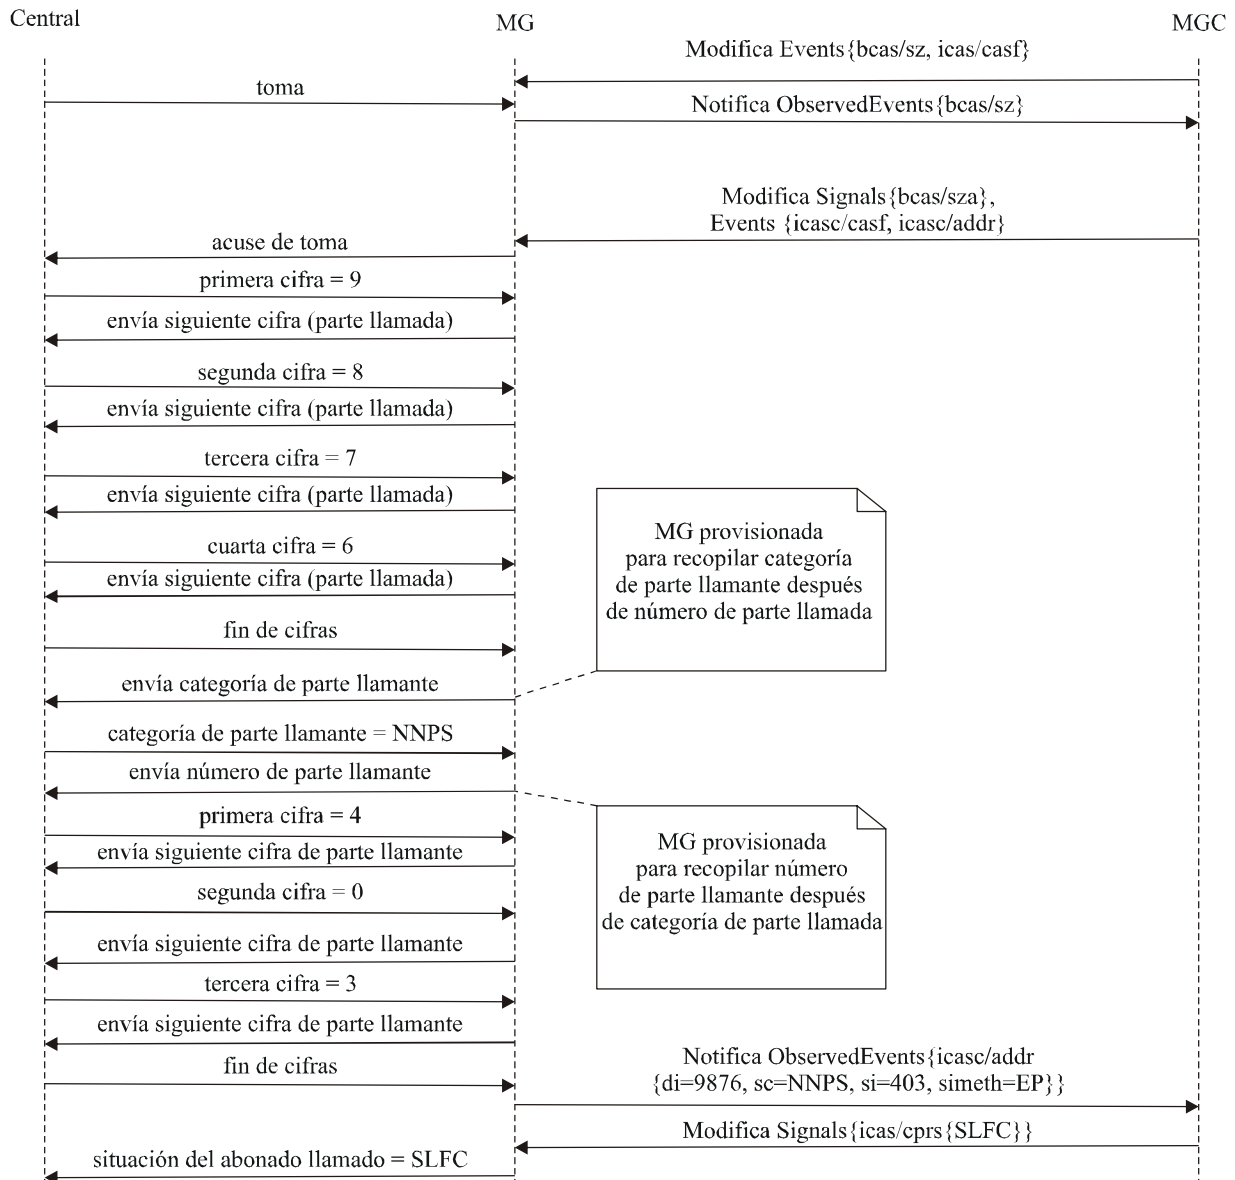 Central
MG
MGC
Modifica Events{bcas/sz, icas/casf}
toma
Notifica ObservedEvents{bcas/sz}
Modifica Signals{bcas/sza},
Events {icasc/casf, icasc/addr}
acuse de toma
primera cifra = 9
envía siguiente cifra (parte llamada)
segunda cifra = 8
envía siguiente cifra (parte llamada)
tercera cifra = 7
envía siguiente cifra (parte llamada)
MG provisionada
para recopilar categoría
de parte llamante después
de número de parte llamada
cuarta cifra = 6
envía siguiente cifra (parte llamada)
fin de cifras
envía categoría de parte llamante
categoría de parte llamante = NNPS
envía número de parte llamante
primera cifra = 4
envía siguiente cifra de parte llamante
MG provisionada
para recopilar número
de parte llamante después
de categoría de parte llamada
segunda cifra = 0
envía siguiente cifra de parte llamante
tercera cifra = 3
envía siguiente cifra de parte llamante
fin de cifras
Notifica ObservedEvents{icasc/addr
{di=9876, sc=NNPS, si=403, simeth=EP}}
Modifica Signals{icas/cprs{SLFC}}
situación del abonado llamado = SLFC